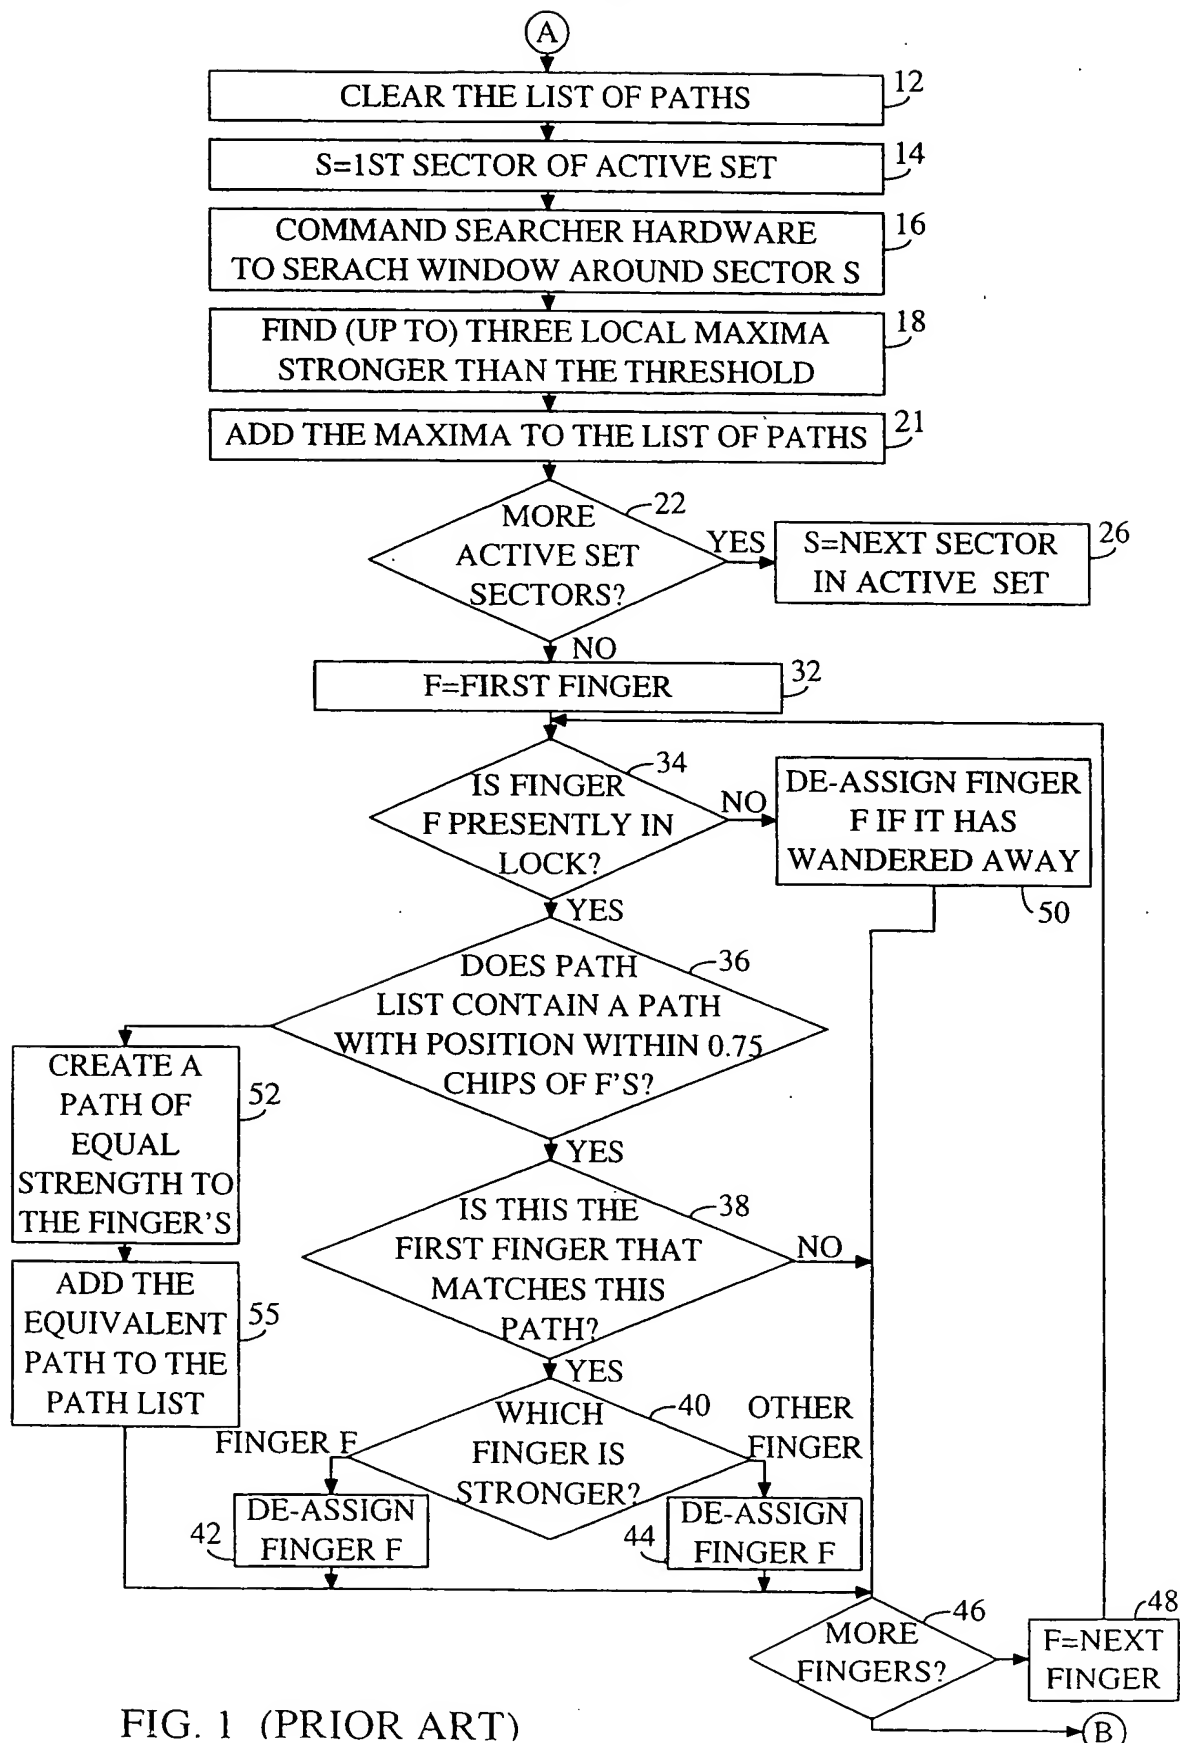 A
CLEAR THE LIST OF PATHS
12
S=1ST SECTOR OF ACTIVE SET
14
COMMAND SEARCHER HARDWARE
TO SERACH WINDOW AROUND SECTOR S
16
FIND (UP TO) THREE LOCAL MAXIMA
STRONGER THAN THE THRESHOLD
18
ADD THE MAXIMA TO THE LIST OF PATHS
21
MORE
ACTIVE SET
SECTORS?
22
YES
S=NEXT SECTOR
IN ACTIVE SET
26
NO
F=FIRST FINGER
32
IS FINGER
F PRESENTLY IN
LOCK?
34
NO
DE-ASSIGN FINGER
F IF IT HAS
WANDERED AWAY
50
YES
DOES PATH
LIST CONTAIN A PATH
WITH POSITION WITHIN 0.75
CHIPS OF F'S?
36
CREATE A
PATH OF
EQUAL
STRENGTH TO
THE FINGER'S
52
YES
IS THIS THE
FIRST FINGER THAT
MATCHES THIS
PATH?
38
NO
ADD THE
EQUIVALENT
PATH TO THE
PATH LIST
55
YES
WHICH
FINGER IS
STRONGER?
40
FINGER F
OTHER
FINGER
DE-ASSIGN
FINGER F
42
DE-ASSIGN
FINGER F
44
MORE
FINGERS?
46
F=NEXT
FINGER
48
B
FIG. 1 (PRIOR ART)